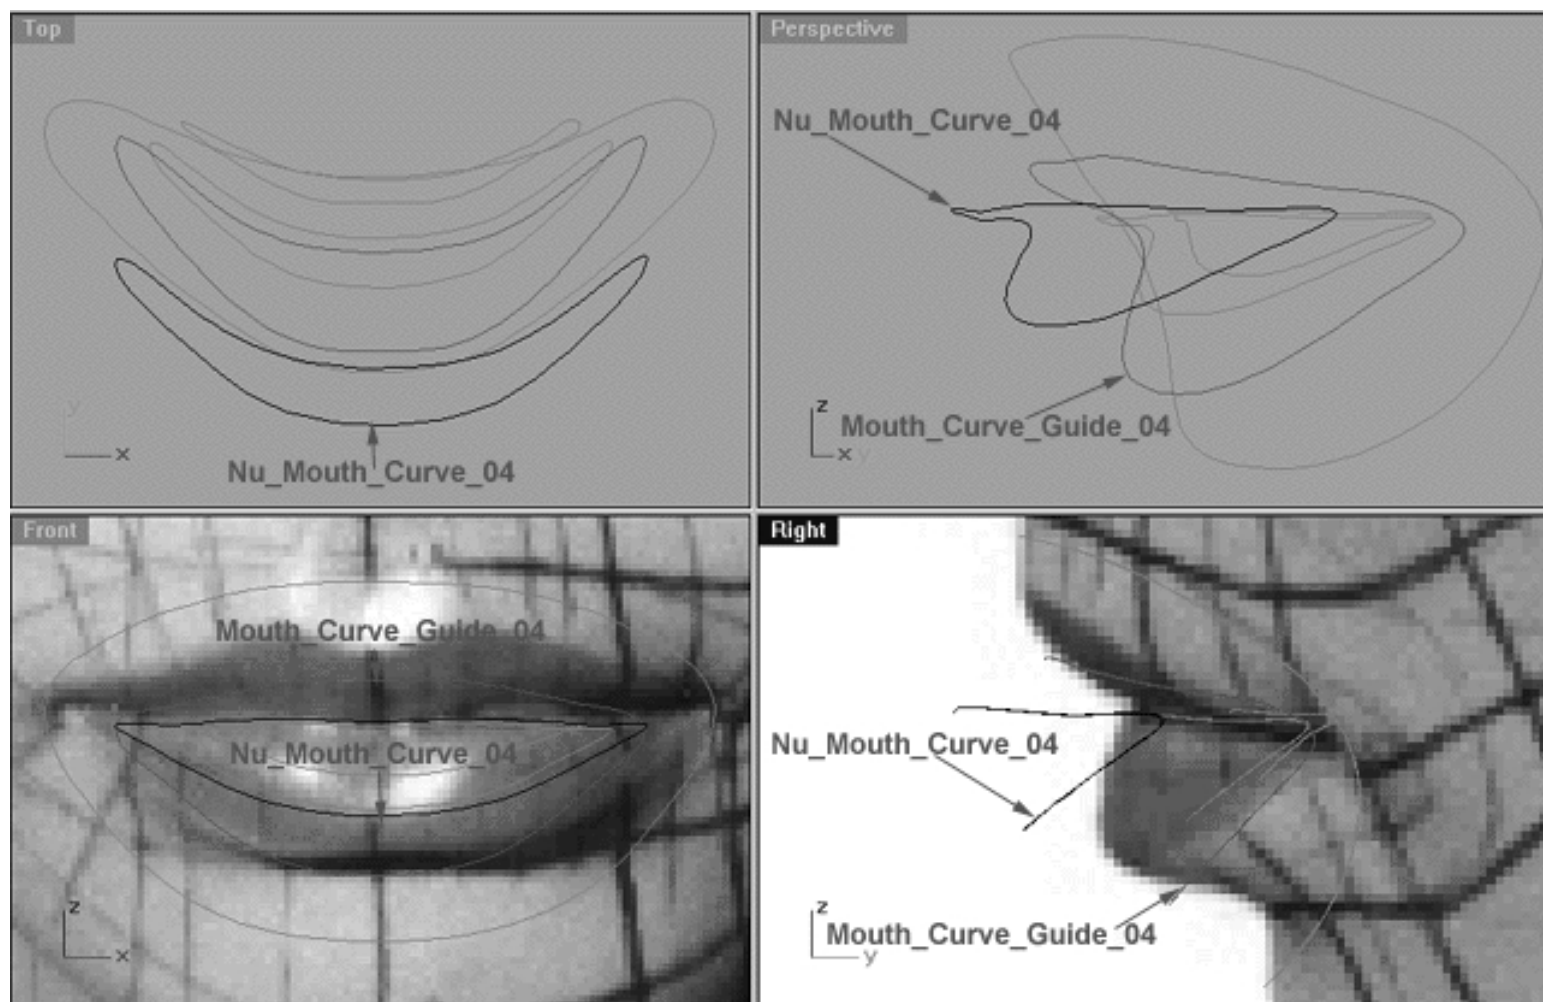 Top
y
x
Nu_Mouth_Curve_04
Perspective
Nu_Mouth_Curve_04
Mouth_Curve_Guide_04
z
x y
Front
Mouth_Curve_Guide_04
Nu_Mouth_Curve_04
z
x
Right
Nu_Mouth_Curve_04
Mouth_Curve_Guide_04
z
y